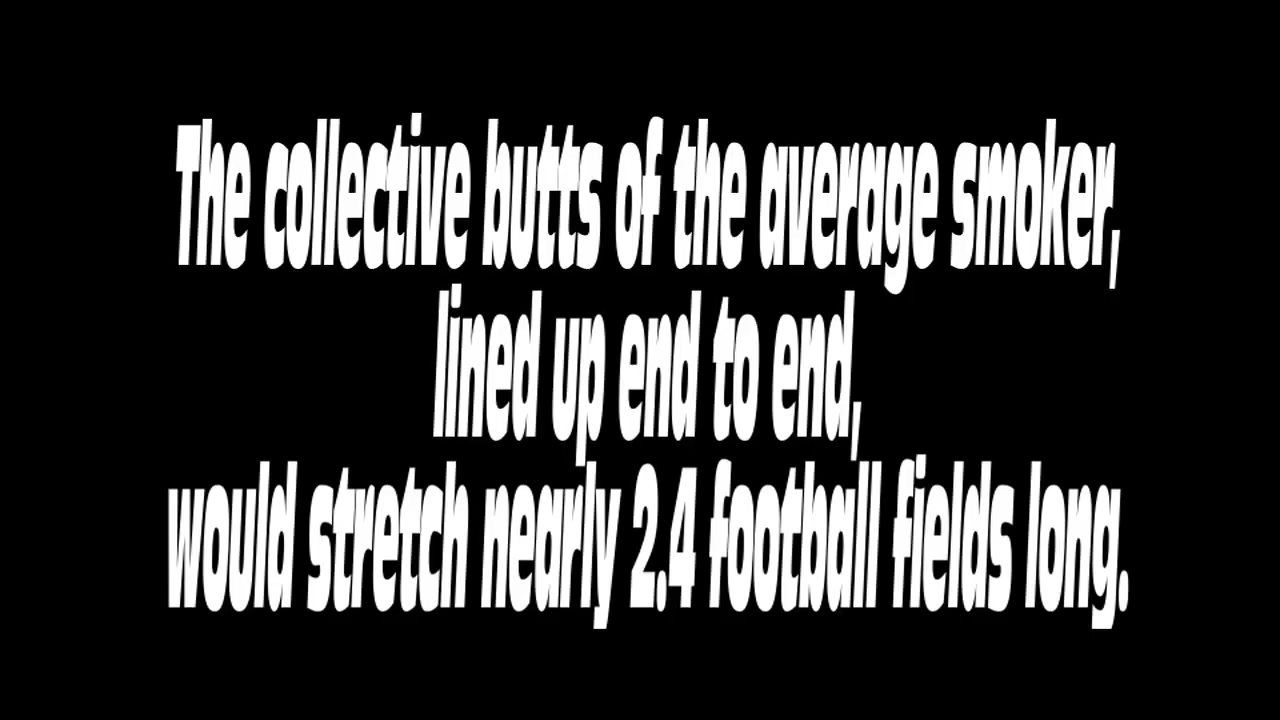 The collective butts of the average smoker,
lined up end to end,
would stretch nearly 2.4 football fields long.